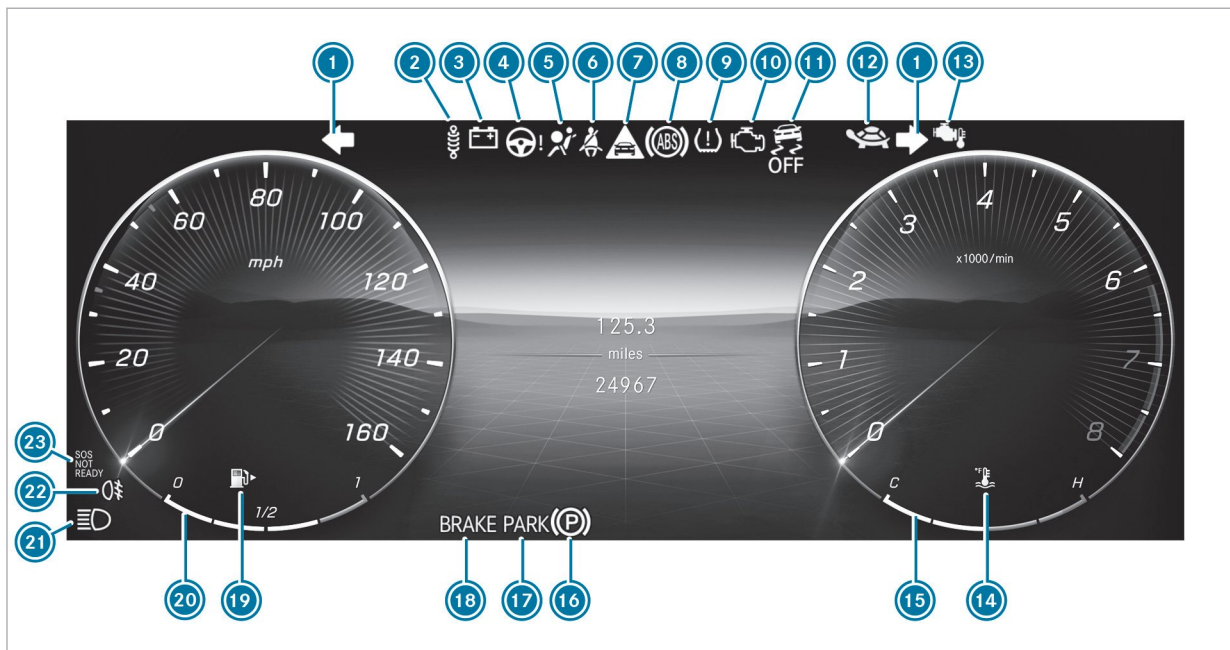 1 2 3 4 5 6 7 8 9 10 11 12 1 13
ABS
OFF
80
60 100
mph
40 120
20 140
0 160
4
3 5
x1000/min
2 6
1 7
0 8
125.3
miles
24967
23
SOS
NOT
READY
22
21
0 1/2 1
C °F H
BRAKE PARK (P)
20 19 18 17 16 15 14